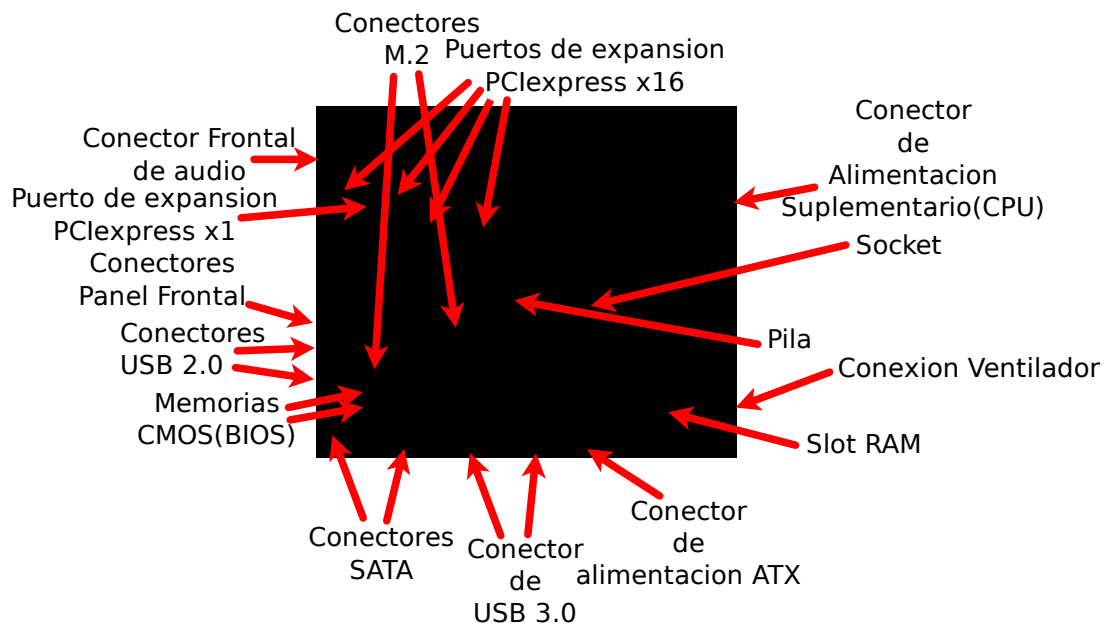 Conectores
M.2
Puertos de expansion
PCIexpress x16
Conector Frontal
de audio
Puerto de expansion
PCIexpress x1
Conectores
Panel Frontal
Conectores
USB 2.0
Memorias
CMOS(BIOS)
Conectores
SATA
Conector
de
USB 3.0
Conector
de
alimentacion ATX
Conector
de
Alimentacion
Suplementario(CPU)
Socket
Pila
Conexion Ventilador
Slot RAM